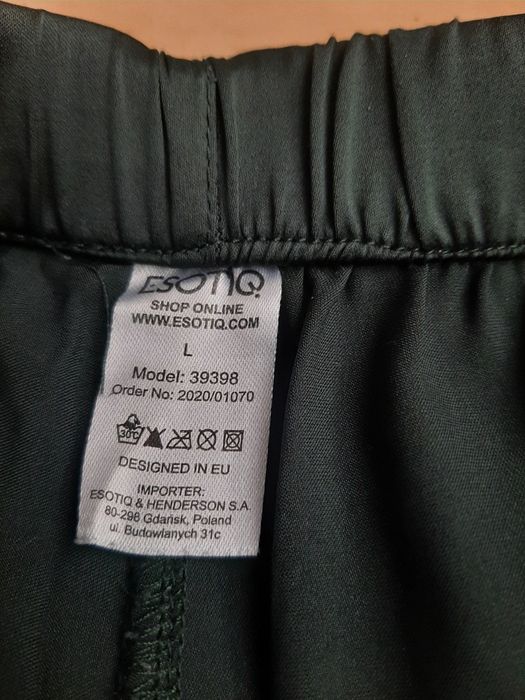 ESOTIQ
SHOP ONLINE
WWW.ESOTIQ.COM
L
Model: 39398
Order No: 2020/01070
30°C
DESIGNED IN EU
IMPORTER:
ESOTIQ & HENDERSON S.A.
80-298 Gdańsk, Poland
ul. Budowlanych 31c